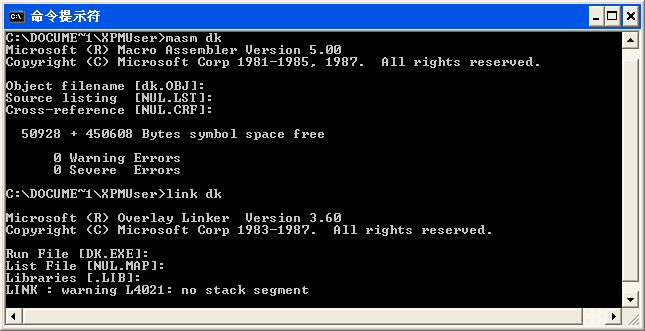 命令提示符
C:\DOCUME~1\XPMUser>masm dk
Microsoft (R) Macro Assembler Version 5.00
Copyright (C) Microsoft Corp 1981-1985, 1987.  All rights reserved.
Object filename [dk.OBJ]:
Source listing  [NUL.LST]:
Cross-reference [NUL.CRF]:
50928 + 450608 Bytes symbol space free
0 Warning Errors
0 Severe  Errors
C:\DOCUME~1\XPMUser>link dk
Microsoft (R) Overlay Linker  Version 3.60
Copyright (C) Microsoft Corp 1983-1987.  All rights reserved.
Run File [DK.EXE]:
List File [NUL.MAP]:
Libraries [.LIB]:
LINK : warning L4021: no stack segment